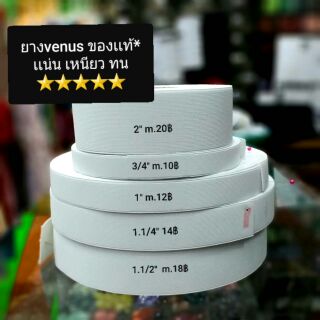 ยางvenus ของแท้*
แน่น เหนียว ทน
2" m.20฿
3/4" m.10฿
1" m.12฿
1.1/4" 14฿
1.1/2" m.18฿